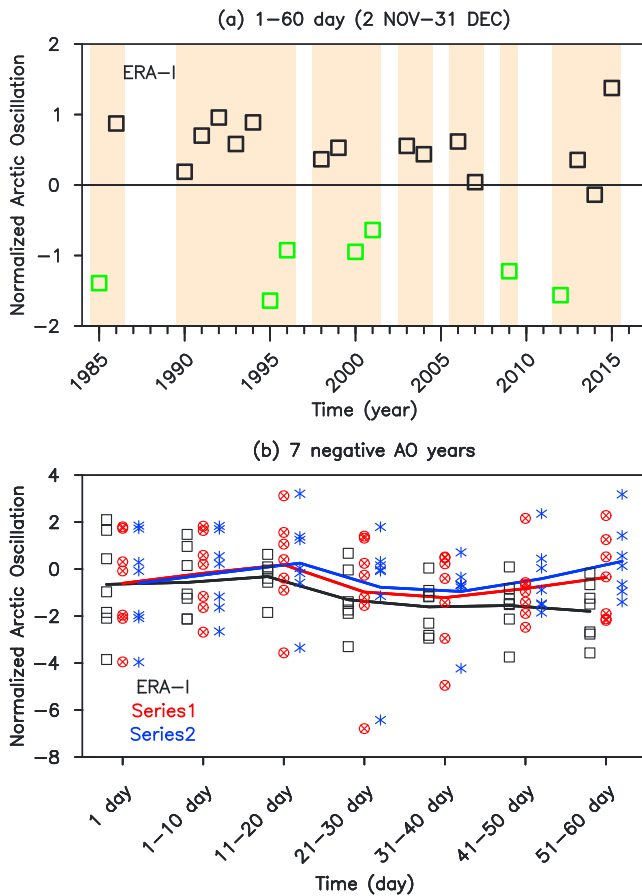 (a) 1−60 day (2 NOV−31 DEC)
Normalized Arctic Oscillation
2
1
0
−1
−2
ERA−I
1985
1990
1995
2000
2005
2010
2015
Time (year)
(b) 7 negative AO years
Normalized Arctic Oscillation
4
2
0
−2
−4
−6
−8
ERA−I
Series1
Series2
1 day
1−10 day
11−20 day
21−30 day
31−40 day
41−50 day
51−60 day
Time (day)